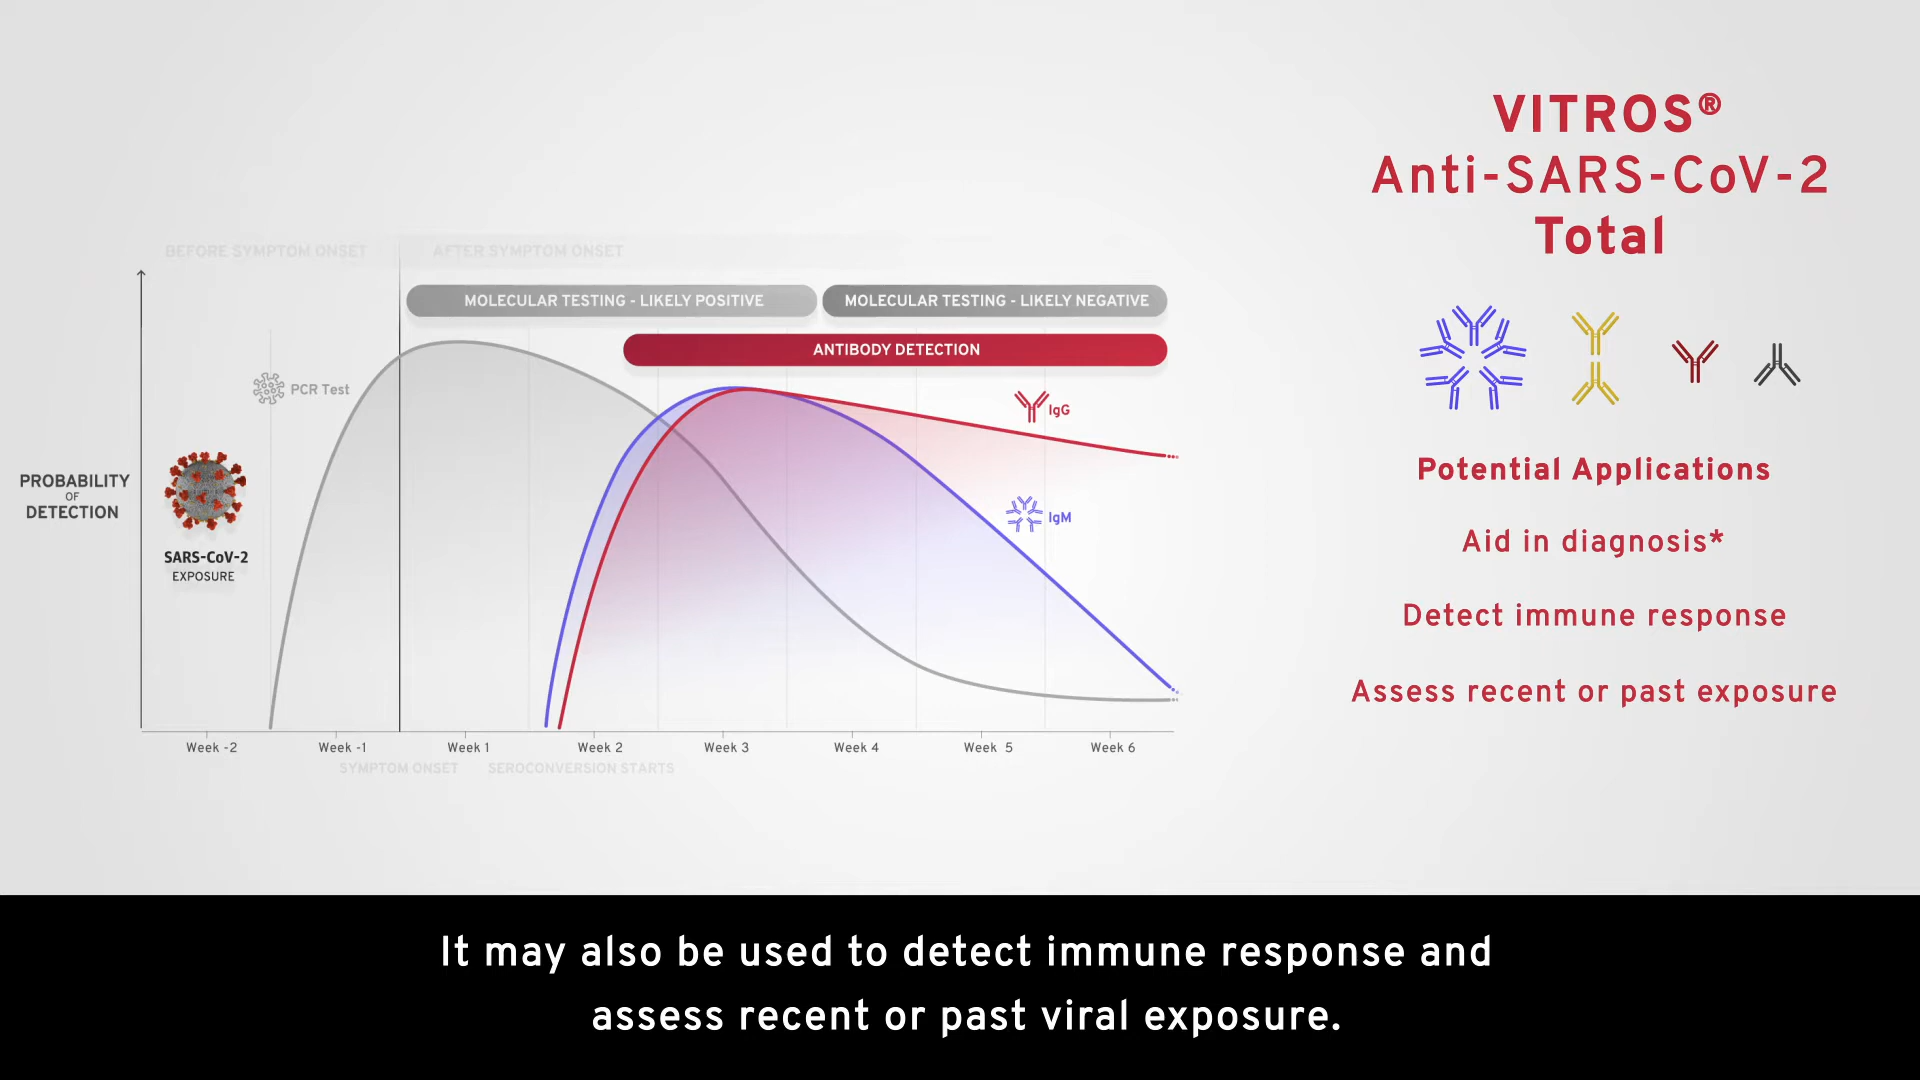 BEFORE SYMPTOM ONSET
AFTER SYMPTOM ONSET
MOLECULAR TESTING - LIKELY POSITIVE
MOLECULAR TESTING - LIKELY NEGATIVE
ANTIBODY DETECTION
PCR Test
IgG
IgM
PROBABILITY
OF
DETECTION
SARS-CoV-2
EXPOSURE
Week -2
Week -1
Week 1
Week 2
Week 3
Week 4
Week 5
Week 6
SYMPTOM ONSET
SEROCONVERSION STARTS
VITROS®
Anti-SARS-CoV-2
Total
Potential Applications
Aid in diagnosis*
Detect immune response
Assess recent or past exposure
It may also be used to detect immune response and
assess recent or past viral exposure.